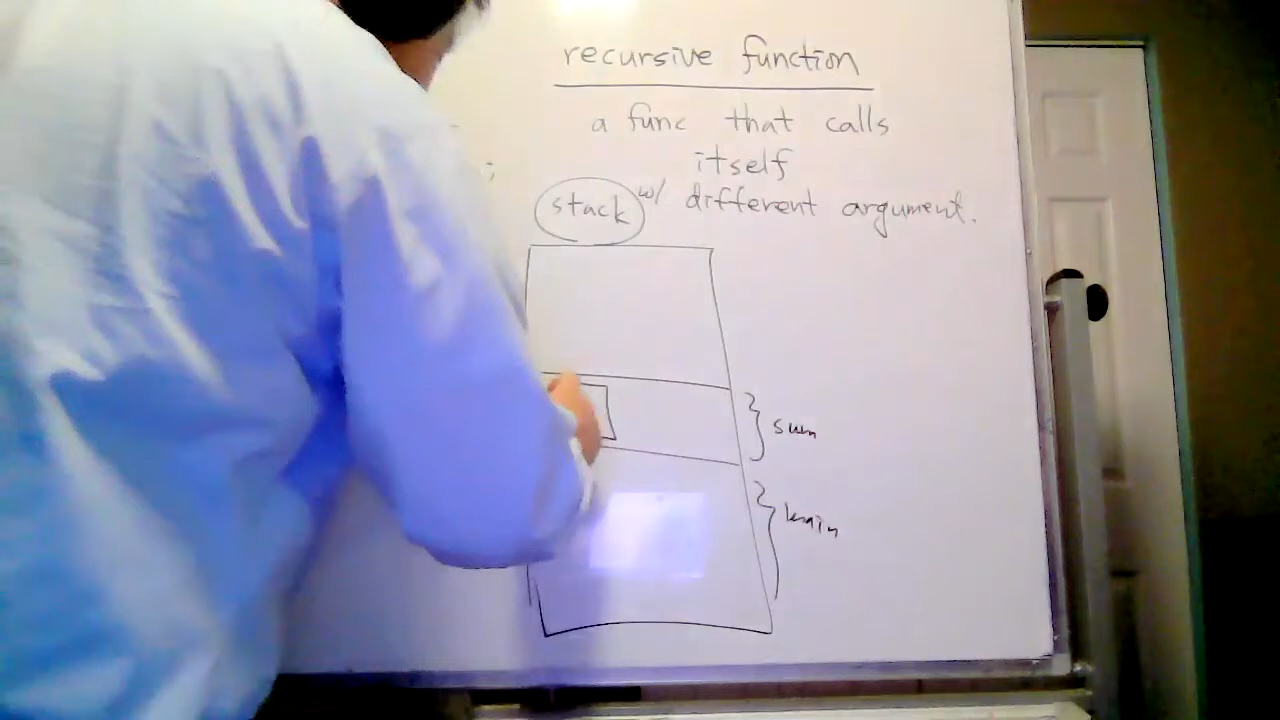 recursive function
a func that calls
itself
stack w/ different argument.
sum
main